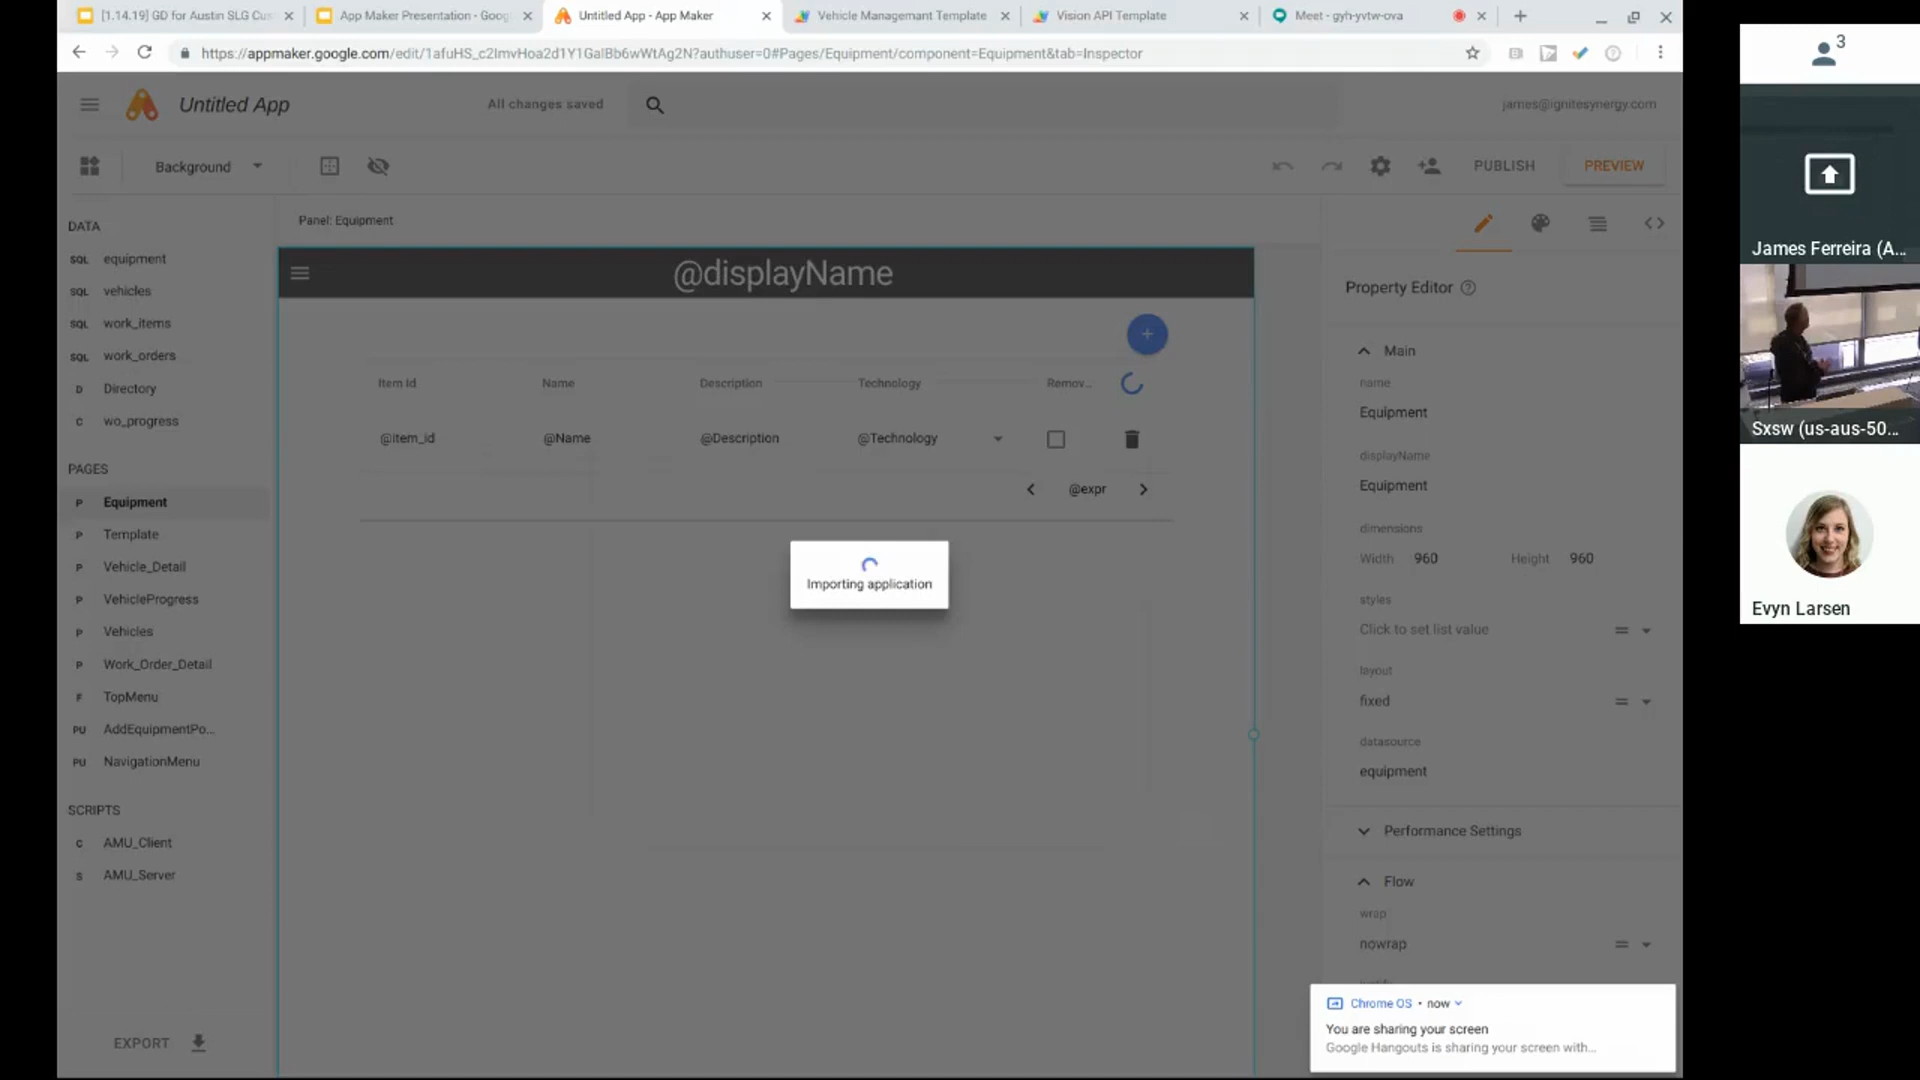 [1.14.19] GD for Austin SLG Cus
App Maker Presentation - Goog
Untitled App - App Maker
Vehicle Managemant Template
Vision API Template
Meet - gyh-yvtw-ova
https://appmaker.google.com/edit/1afuHS_c2ImvHoa2d1Y1GalBb6wWtAg2N?authuser=0#Pages/Equipment/component=Equipment&tab=Inspector
Untitled App
All changes saved
james@ignitesynergy.com
Background
PUBLISH
PREVIEW
DATA
SQL equipment
SQL vehicles
SQL work_items
SQL work_orders
D Directory
C wo_progress
PAGES
P Equipment
P Template
P Vehicle_Detail
P VehicleProgress
P Vehicles
P Work_Order_Detail
F TopMenu
PU AddEquipmentPo...
PU NavigationMenu
SCRIPTS
C AMU_Client
S AMU_Server
EXPORT
Panel: Equipment
@displayName
Item Id Name Description Technology Remov...
@item_id @Name @Description @Technology
@expr
Importing application
Property Editor
Main
name
Equipment
displayName
Equipment
dimensions
Width 960 Height 960
styles
Click to set list value
layout
fixed
datasource
equipment
Performance Settings
Flow
wrap
nowrap
Chrome OS • now
You are sharing your screen
Google Hangouts is sharing your screen with...
3
James Ferreira (A...
Sxsw (us-aus-50...
Evyn Larsen